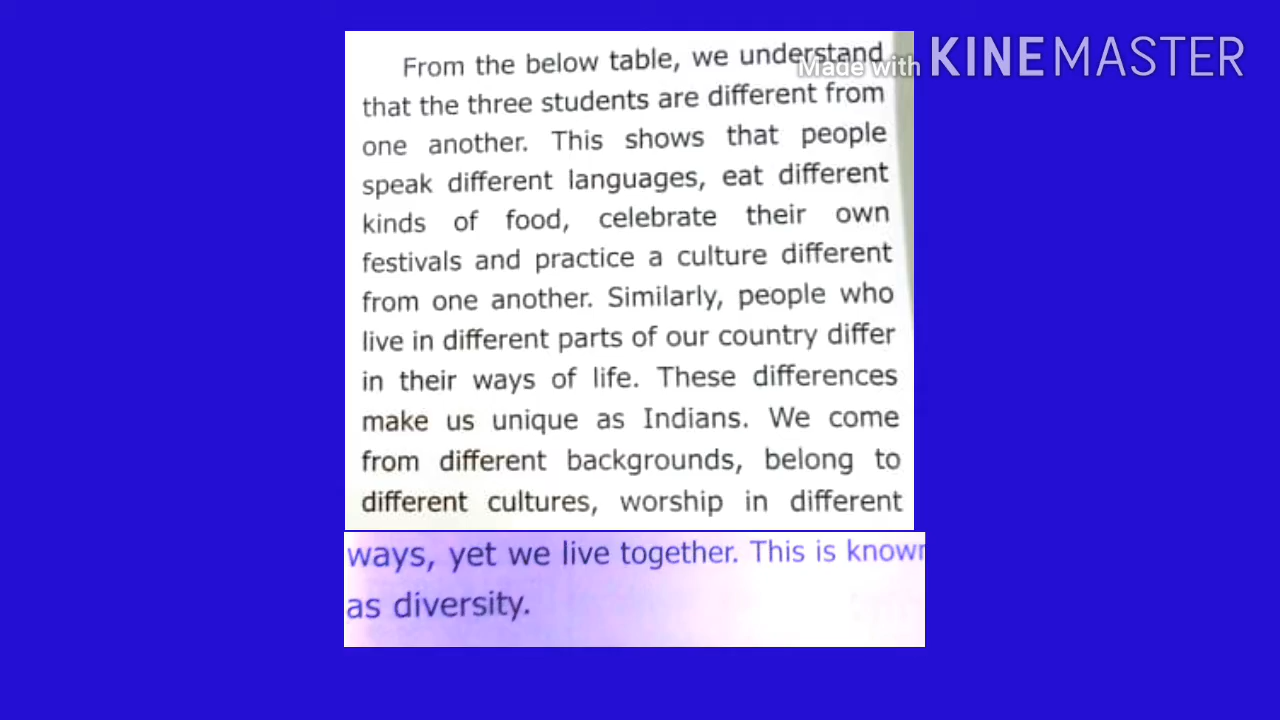 From the below table, we understand
Made with KINEMASTER
that the three students are different from
one another. This shows that people
speak different languages, eat different
kinds of food, celebrate their own
festivals and practice a culture different
from one another. Similarly, people who
live in different parts of our country differ
in their ways of life. These differences
make us unique as Indians. We come
from different backgrounds, belong to
different cultures, worship in different
ways, yet we live together. This is known
as diversity.